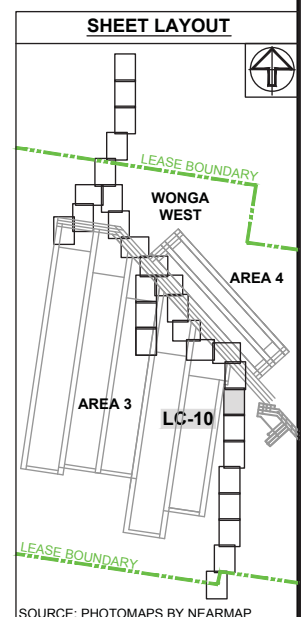 SHEET LAYOUT
LEASE BOUNDARY
WONGA
WEST
AREA 4
AREA 3
LC-10
LEASE BOUNDARY
SOURCE: PHOTOMAPS BY NEARMAP